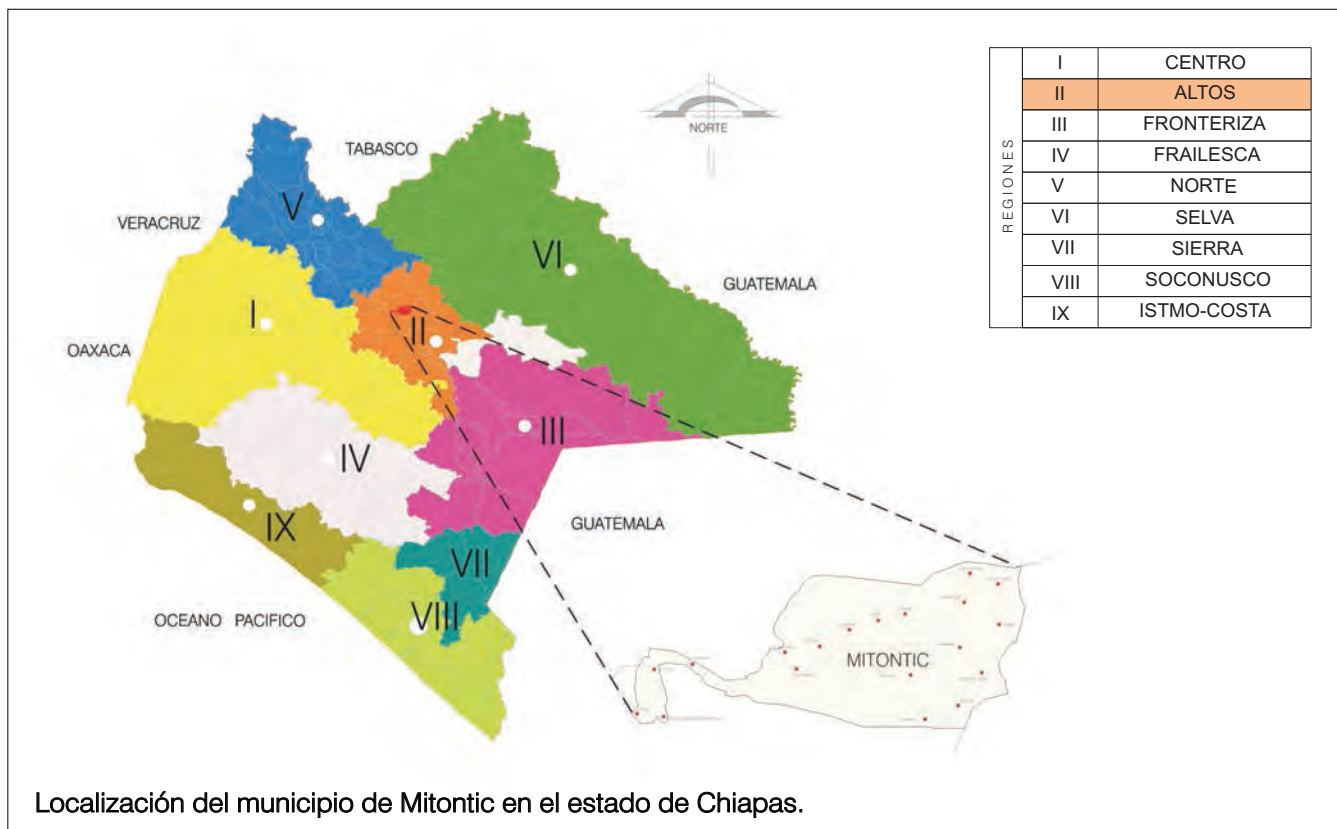 I CENTRO
II ALTOS
III FRONTERIZA
IV FRAILESCA
V NORTE
VI SELVA
VII SIERRA
VIII SOCONUSCO
IX ISTMO-COSTA
REGIONES
NORTE
TABASCO
VERACRUZ
V
VI
GUATEMALA
I
II
OAXACA
III
IV
IX
GUATEMALA
VII
VIII
OCEANO PACIFICO
MITONTIC
Localización del municipio de Mitontic en el estado de Chiapas.